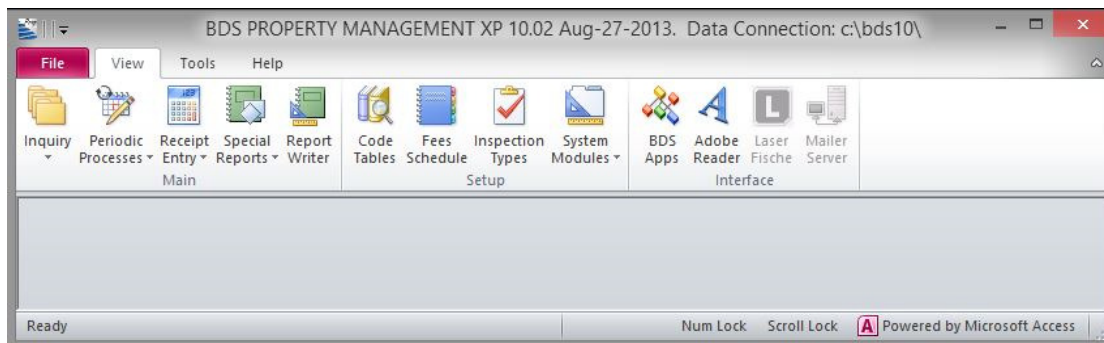 BDS PROPERTY MANAGEMENT XP 10.02 Aug-27-2013. Data Connection: c:\bds10\
File View Tools Help
Inquiry Periodic Processes Receipt Entry Special Reports Report Writer
Main
Code Tables Fees Schedule Inspection Types System Modules
Setup
BDS Apps Adobe Reader Laser Fische Mailer Server
Interface
Ready Num Lock Scroll Lock A Powered by Microsoft Access